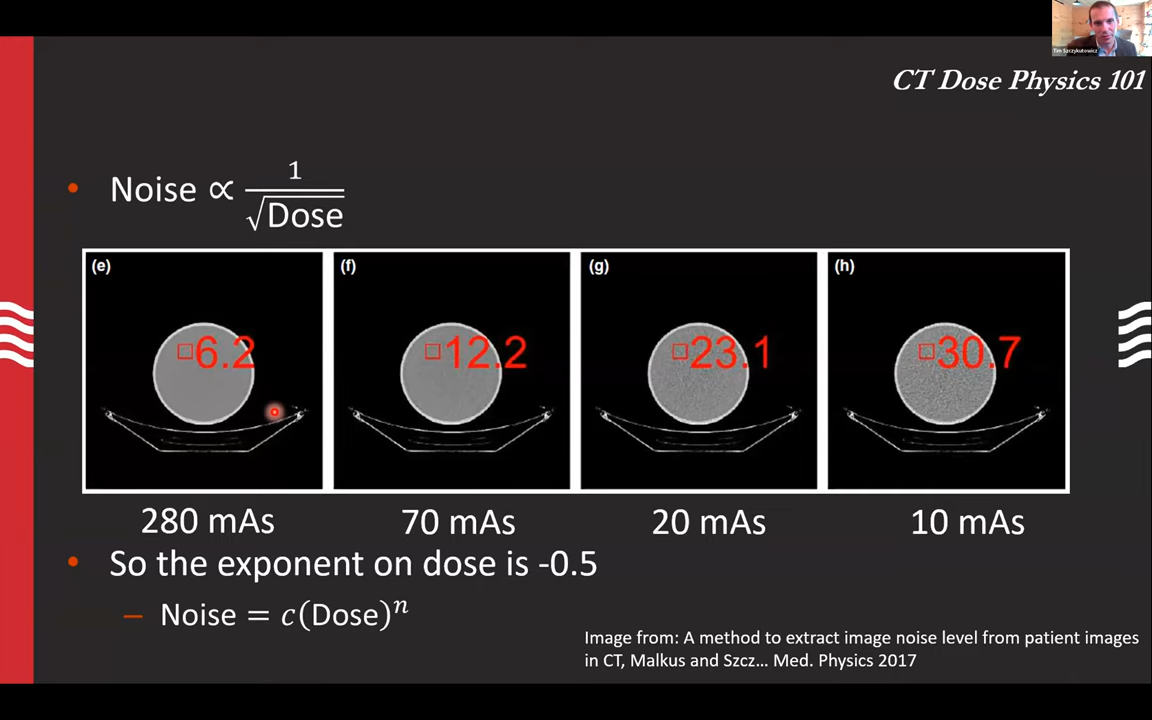 Tim Szczykutowicz
CT Dose Physics 101
• Noise ∝ 1/√Dose
(e) (f) (g) (h)
6.2 12.2 23.1 30.7
280 mAs 70 mAs 20 mAs 10 mAs
• So the exponent on dose is -0.5
– Noise = c(Dose)ⁿ
Image from: A method to extract image noise level from patient images
in CT, Malkus and Szcz... Med. Physics 2017